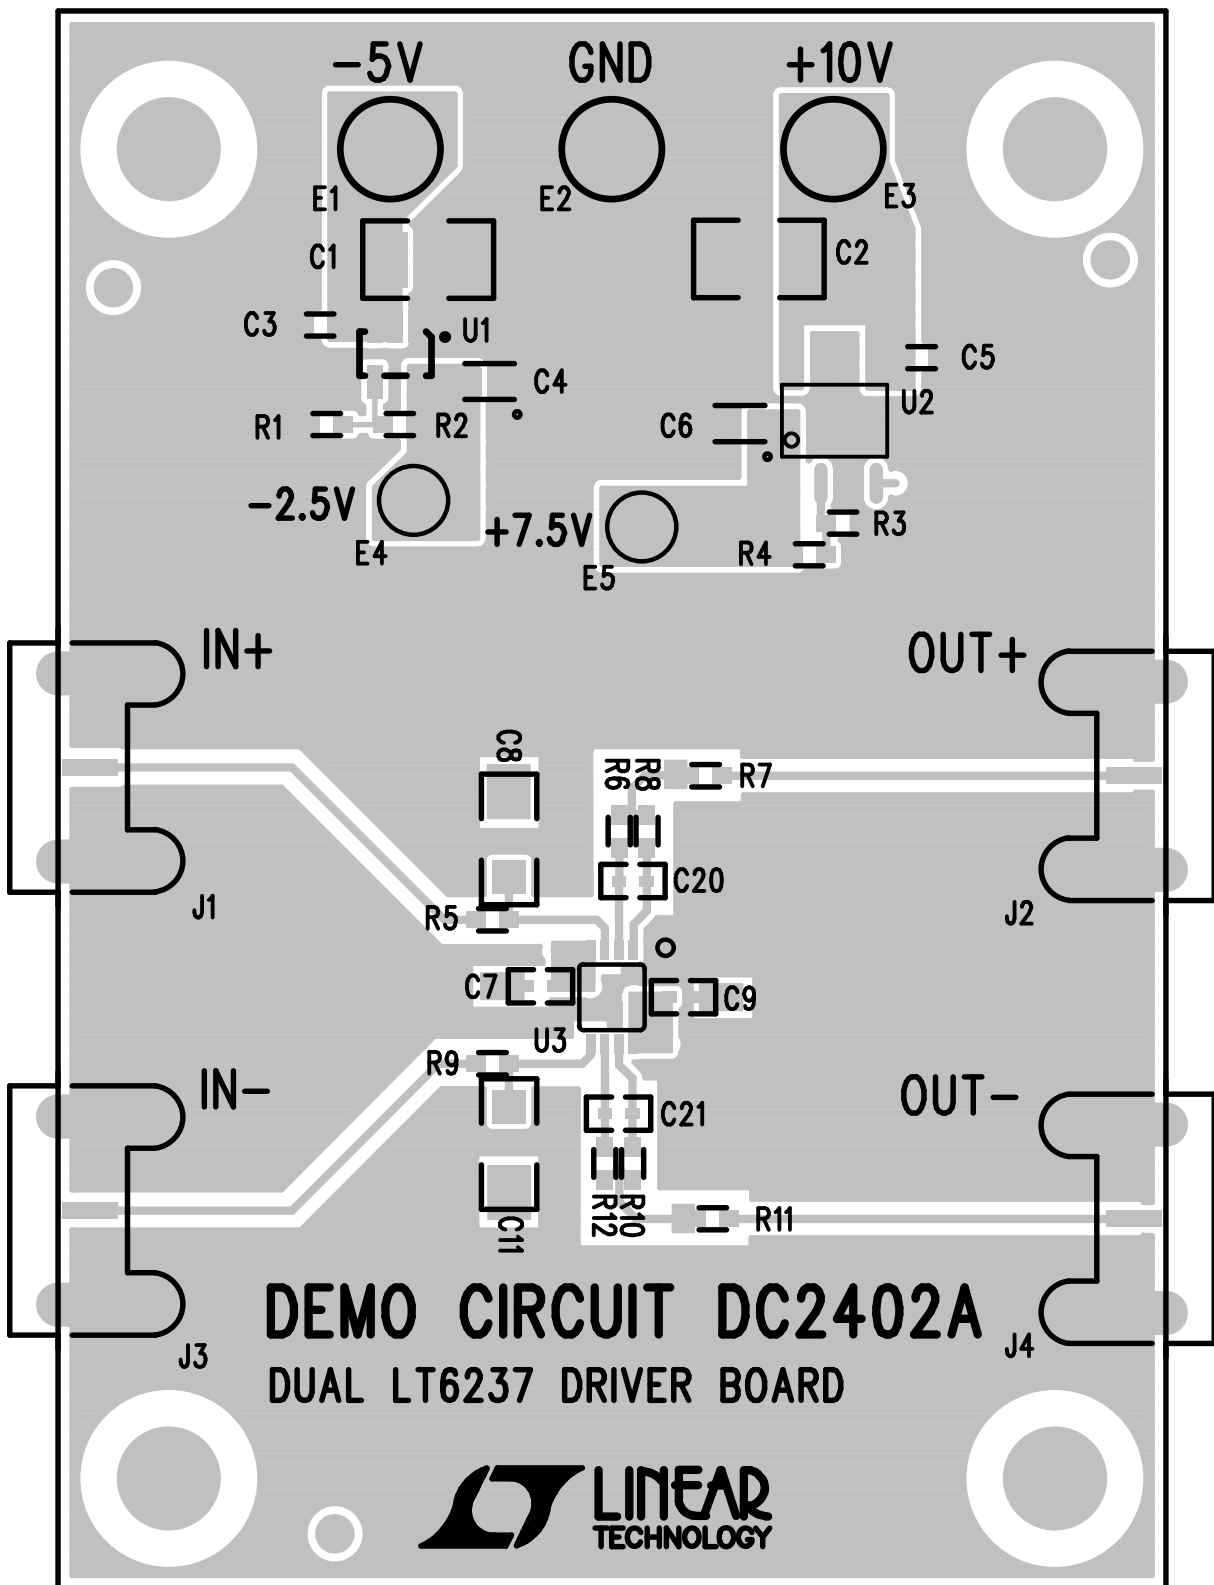 -5V GND +10V
E1 E2 E3
C1 C2
C3 U1 C5
C4 U2
R1 R2 C6
-2.5V +7.5V R3
E4 E5 R4
IN+ OUT+
C8 R6 R8 R7
C20
J1 R5 J2
C7 C9
U3
R9
IN- OUT-
C21
R12 R10 R11
C11
DEMO CIRCUIT DC2402A
J3 J4
DUAL LT6237 DRIVER BOARD
LINEAR
TECHNOLOGY